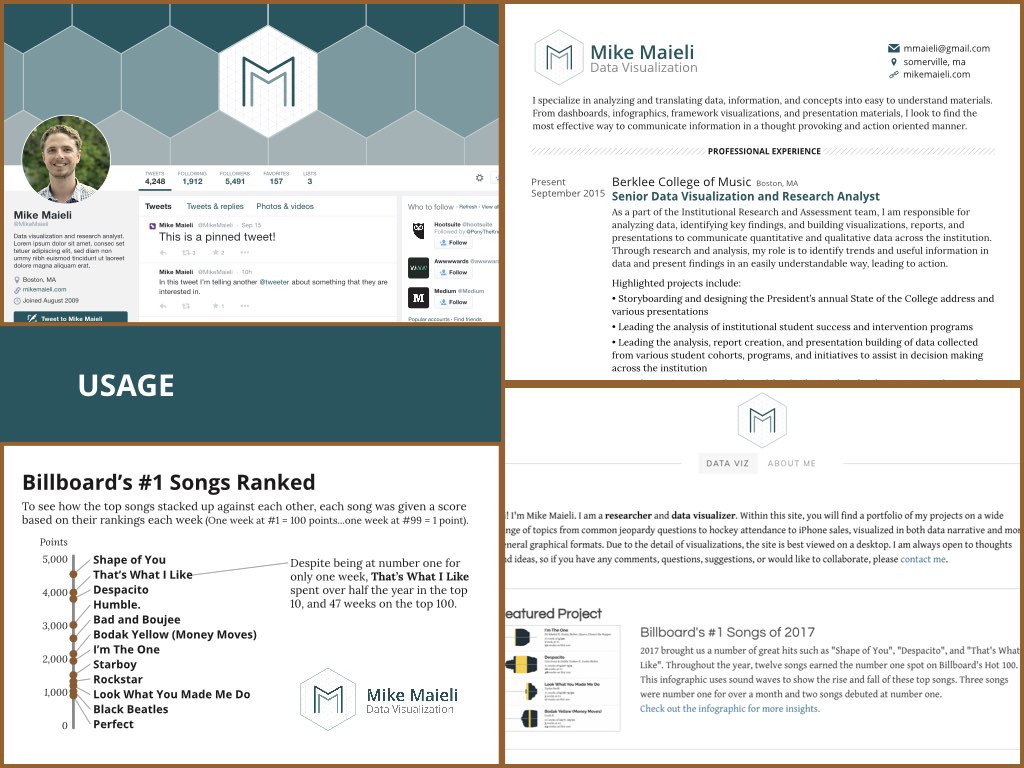 TWEETS FOLLOWING FOLLOWERS FAVORITES LISTS
4,248 1,912 5,491 157 3
Mike Maieli
@MikeMaieli
Data visualization and research analyst.
Lorem ipsum dolor sit amet, consec set
tetuer adipiscing elit, sed diam non
ummy nibh euismod tincidunt ut laoreet
dolore magna aliquam erat.
Boston, MA
mikemaieli.com
Joined August 2009
Tweet to Mike Maieli
Tweets Tweets & replies Photos & videos
Mike Maieli @MikeMaieli · Sep 15
This is a pinned tweet!
3 2
Mike Maieli @MikeMaieli · 10h
In this tweet I'm telling another @tweeter about something that they are
interested in.
3 1
Who to follow · Refresh · View al
Hootsuite @hootsuite
Followed by @PonyTheKn
Follow
Awwwwards @awwwar
Follow
Medium @Medium
Follow
Popular accounts · Find friends
Mike Maieli
Data Visualization
mmaieli@gmail.com
somerville, ma
mikemaieli.com
I specialize in analyzing and translating data, information, and concepts into easy to understand materials.
From dashboards, infographics, framework visualizations, and presentation materials, I look to find the
most effective way to communicate information in a thought provoking and action oriented manner.
PROFESSIONAL EXPERIENCE
Present
September 2015
Berklee College of Music Boston, MA
Senior Data Visualization and Research Analyst
As a part of the Institutional Research and Assessment team, I am responsible for
analyzing data, identifying key findings, and building visualizations, reports, and
presentations to communicate quantitative and qualitative data across the institution.
Through research and analysis, my role is to identify trends and useful information in
data and present findings in an easily understandable way, leading to action.
Highlighted projects include:
• Storyboarding and designing the President's annual State of the College address and
various presentations
• Leading the analysis of institutional student success and intervention programs
• Leading the analysis, report creation, and presentation building of data collected
from various student cohorts, programs, and initiatives to assist in decision making
across the institution
USAGE
Billboard's #1 Songs Ranked
To see how the top songs stacked up against each other, each song was given a score
based on their rankings each week (One week at #1 = 100 points...one week at #99 = 1 point).
Points
5,000
4,000
3,000
2,000
1,000
0
Shape of You
That's What I Like
Despacito
Humble.
Bad and Boujee
Bodak Yellow (Money Moves)
I'm The One
Starboy
Rockstar
Look What You Made Me Do
Black Beatles
Perfect
Despite being at number one for
only one week, That's What I Like
spent over half the year in the top
10, and 47 weeks on the top 100.
Mike Maieli
Data Visualization
DATA VIZ ABOUT ME
! I'm Mike Maieli. I am a researcher and data visualizer. Within this site, you will find a portfolio of my projects on a wide
nge of topics from common jeopardy questions to hockey attendance to iPhone sales, visualized in both data narrative and mor
eneral graphical formats. Due to the detail of visualizations, the site is best viewed on a desktop. I am always open to thoughts
nd ideas, so if you have any comments, questions, suggestions, or would like to collaborate, please contact me.
eatured Project
I'm The One
Despacito
Look What You Made Me Do
Bodak Yellow (Money Moves)
Billboard's #1 Songs of 2017
2017 brought us a number of great hits such as "Shape of You", "Despacito", and "That's What
Like". Throughout the year, twelve songs earned the number one spot on Billboard's Hot 100.
This infographic uses sound waves to show the rise and fall of these top songs. Three songs
were number one for over a month and two songs debuted at number one.
Check out the infographic for more insights.